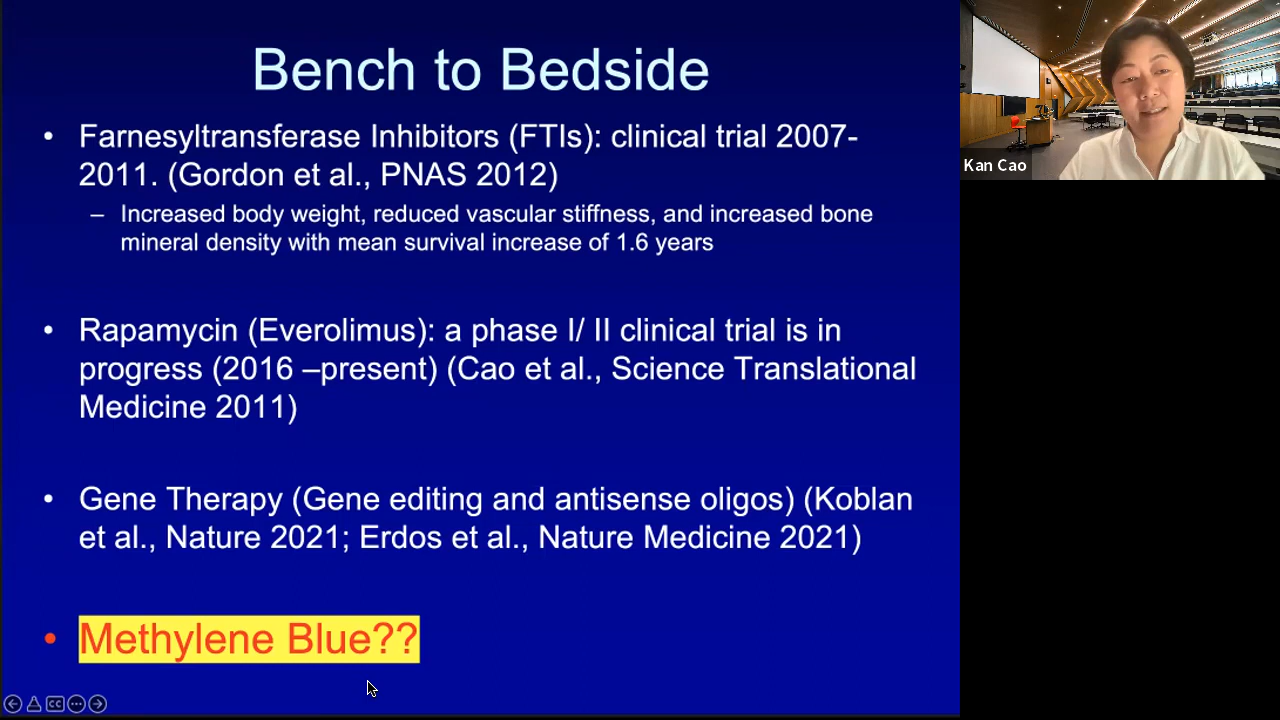 Bench to Bedside
• Farnesyltransferase Inhibitors (FTIs): clinical trial 2007-
2011. (Gordon et al., PNAS 2012)
– Increased body weight, reduced vascular stiffness, and increased bone
mineral density with mean survival increase of 1.6 years
• Rapamycin (Everolimus): a phase I/ II clinical trial is in
progress (2016 –present) (Cao et al., Science Translational
Medicine 2011)
• Gene Therapy (Gene editing and antisense oligos) (Koblan
et al., Nature 2021; Erdos et al., Nature Medicine 2021)
• Methylene Blue??
CC
Kan Cao